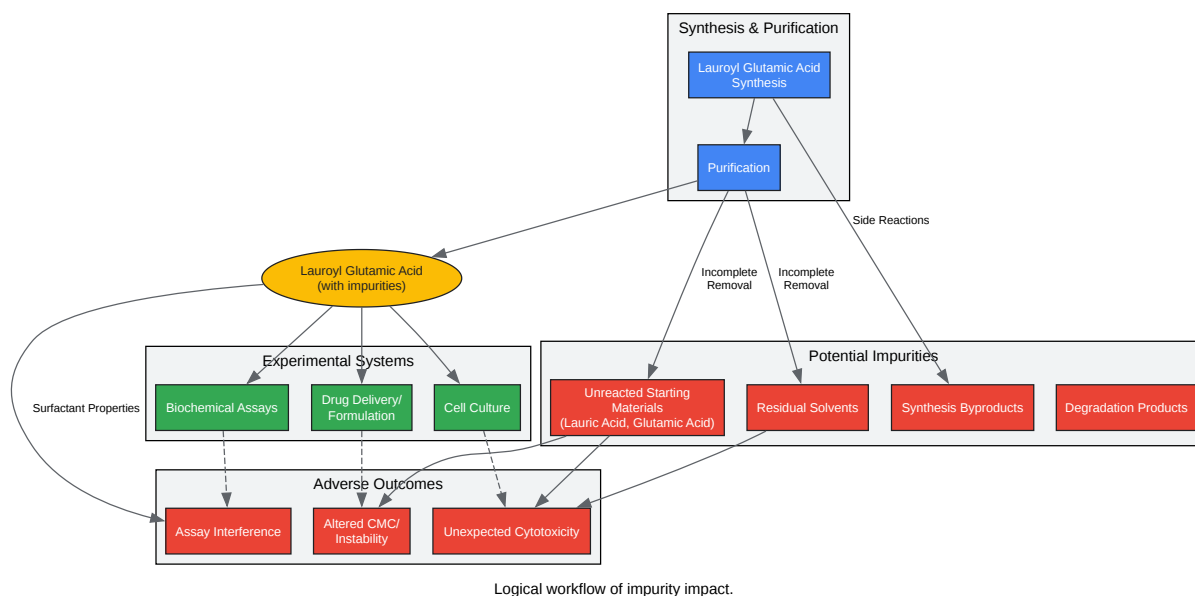 Synthesis & Purification
Lauroyl Glutamic Acid
Synthesis
Purification
Side Reactions
Lauroyl Glutamic Acid
(with impurities)
Incomplete
Removal
Incomplete
Removal
Experimental Systems
Potential Impurities
Biochemical Assays
Drug Delivery/
Formulation
Cell Culture
Unreacted Starting
Materials
(Lauric Acid, Glutamic Acid)
Residual Solvents
Synthesis Byproducts
Degradation Products
Surfactant Properties
Adverse Outcomes
Assay Interference
Altered CMC/
Instability
Unexpected Cytotoxicity
Logical workflow of impurity impact.